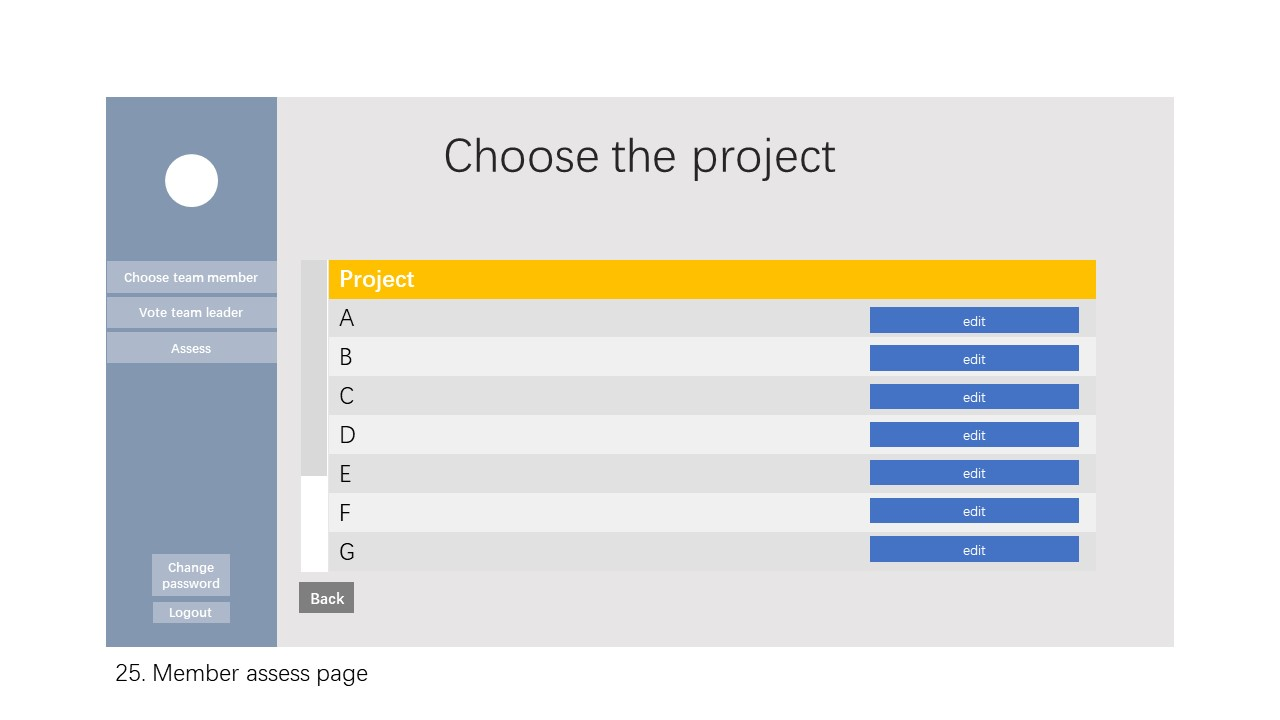 Choose the project
Choose team member
Vote team leader
Assess
Project
A edit
B edit
C edit
D edit
E edit
F edit
G edit
Change
password
Logout
Back
25. Member assess page